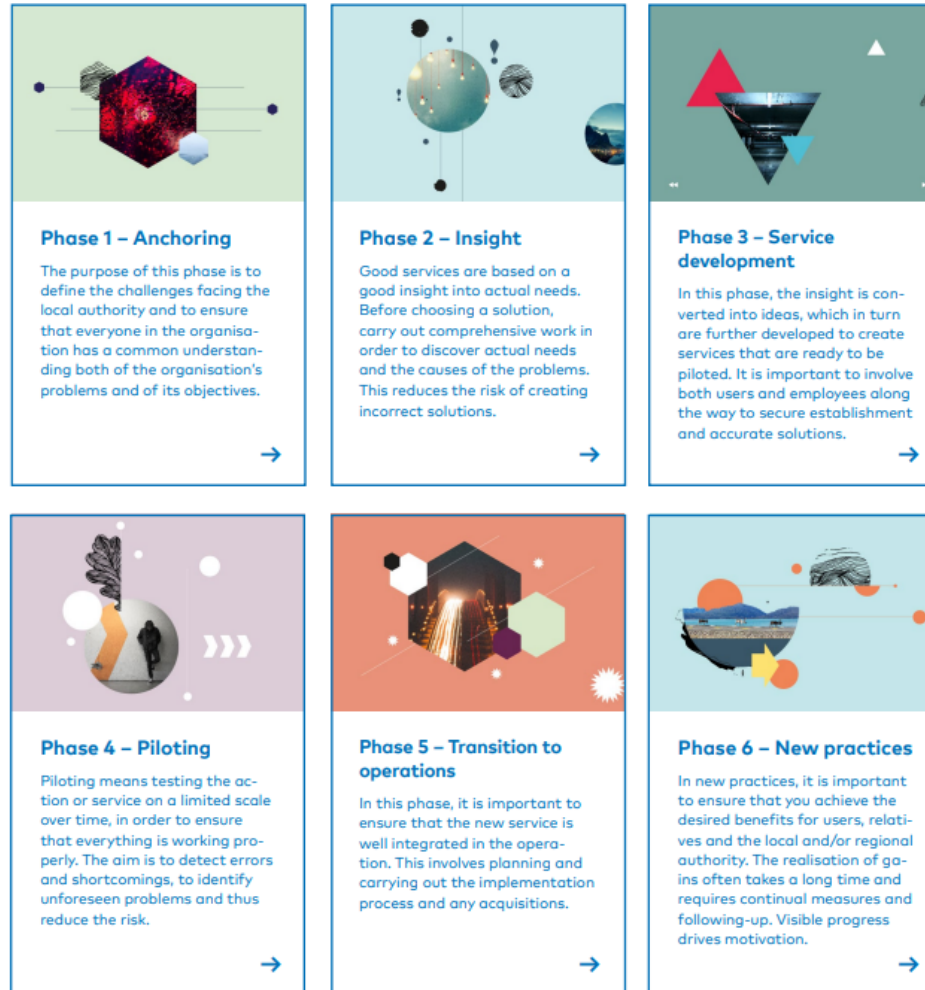 Phase 1 – Anchoring
The purpose of this phase is to
define the challenges facing the
local authority and to ensure
that everyone in the organisa-
tion has a common understan-
ding both of the organisation's
problems and of its objectives.
Phase 2 – Insight
Good services are based on a
good insight into actual needs.
Before choosing a solution,
carry out comprehensive work in
order to discover actual needs
and the causes of the problems.
This reduces the risk of creating
incorrect solutions.
Phase 3 – Service
development
In this phase, the insight is con-
verted into ideas, which in turn
are further developed to create
services that are ready to be
piloted. It is important to involve
both users and employees along
the way to secure establishment
and accurate solutions.
Phase 4 – Piloting
Piloting means testing the ac-
tion or service on a limited scale
over time, in order to ensure
that everything is working pro-
perly. The aim is to detect errors
and shortcomings, to identify
unforeseen problems and thus
reduce the risk.
Phase 5 – Transition to
operations
In this phase, it is important to
ensure that the new service is
well integrated in the opera-
tion. This involves planning and
carrying out the implementation
process and any acquisitions.
Phase 6 – New practices
In new practices, it is important
to ensure that you achieve the
desired benefits for users, relati-
ves and the local and/or regional
authority. The realisation of ga-
ins often takes a long time and
requires continual measures and
following-up. Visible progress
drives motivation.